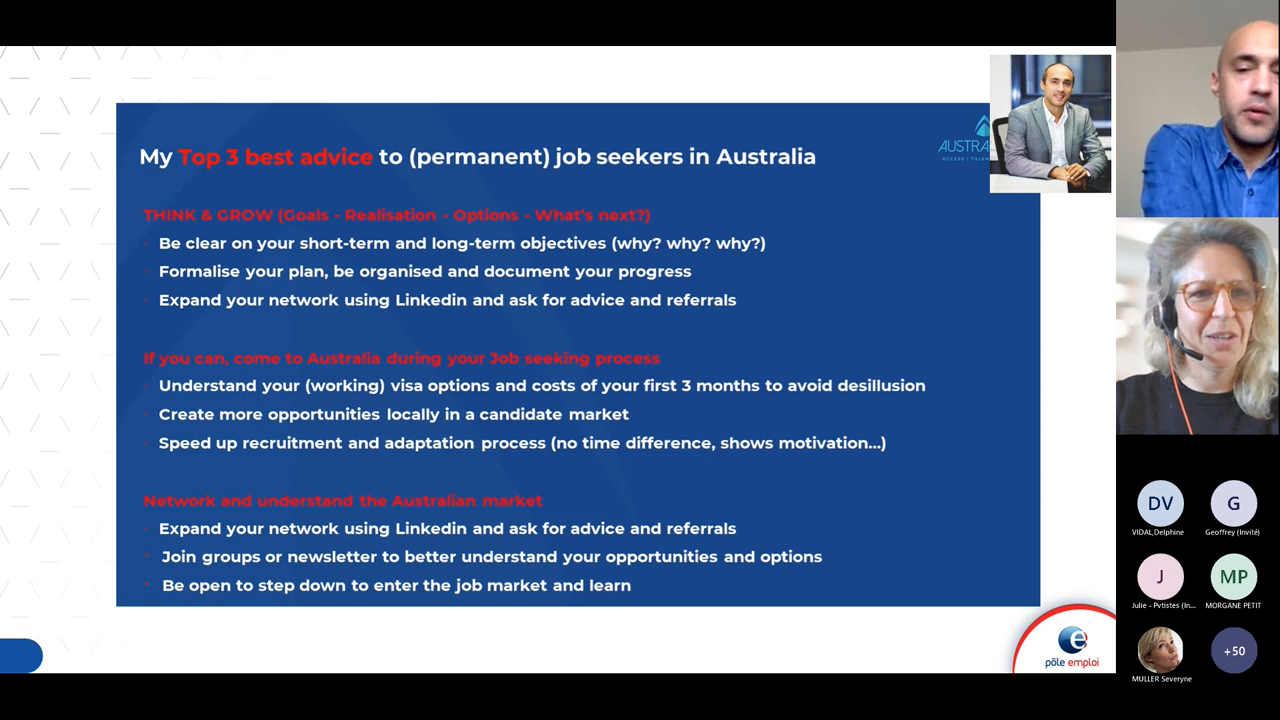 My Top 3 best advice to (permanent) job seekers in Australia
THINK & GROW (Goals - Realisation - Options - What's next?)
Be clear on your short-term and long-term objectives (why? why? why?)
Formalise your plan, be organised and document your progress
Expand your network using Linkedin and ask for advice and referrals
If you can, come to Australia during your Job seeking process
Understand your (working) visa options and costs of your first 3 months to avoid desillusion
Create more opportunities locally in a candidate market
Speed up recruitment and adaptation process (no time difference, shows motivation...)
Network and understand the Australian market
Expand your network using Linkedin and ask for advice and referrals
Join groups or newsletter to better understand your opportunities and options
Be open to step down to enter the job market and learn
pôle emploi
DV
G
VIDAL,Delphine
Geoffrey (Invité)
J
MP
Julie - Pvtistes (In...
MORGANE PETIT
+50
MULLER Severyne